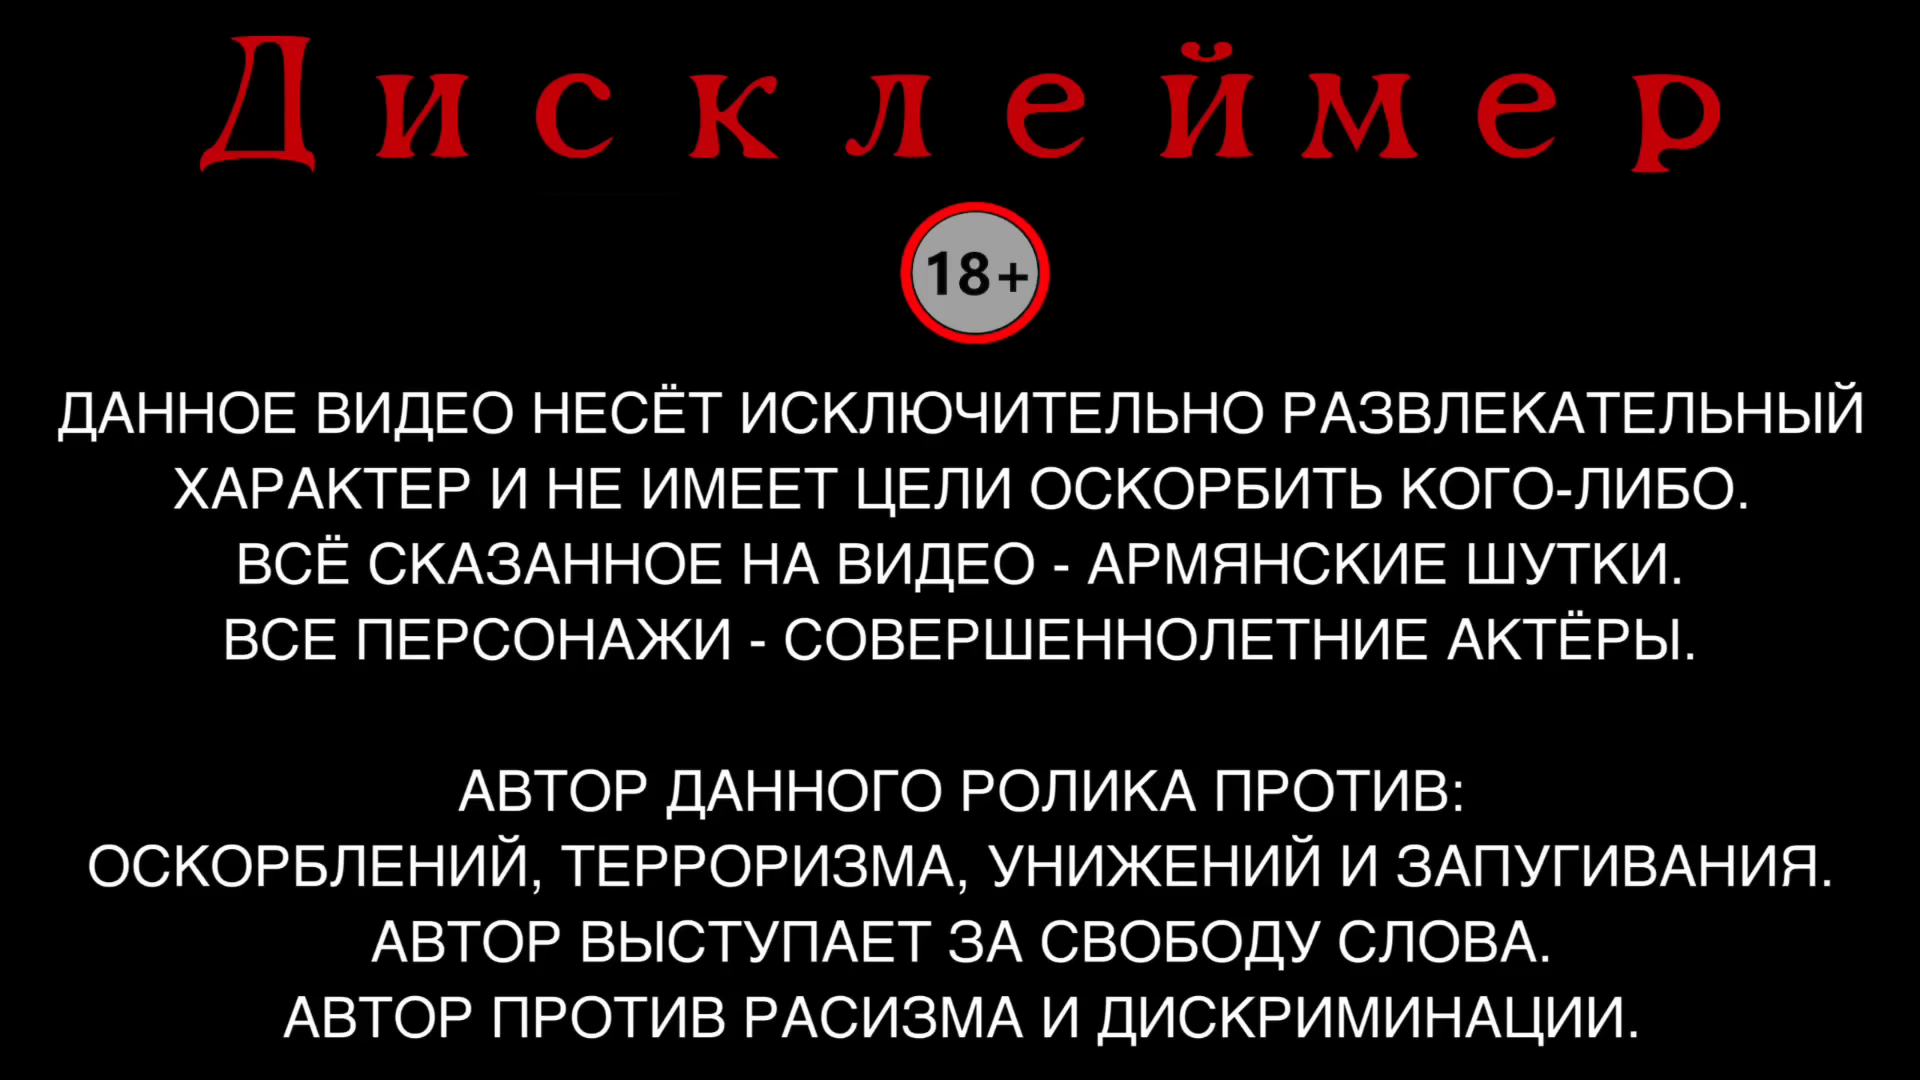 Дисклеймер
18+
ДАННОЕ ВИДЕО НЕСЁТ ИСКЛЮЧИТЕЛЬНО РАЗВЛЕКАТЕЛЬНЫЙ
ХАРАКТЕР И НЕ ИМЕЕТ ЦЕЛИ ОСКОРБИТЬ КОГО-ЛИБО.
ВСЁ СКАЗАННОЕ НА ВИДЕО - АРМЯНСКИЕ ШУТКИ.
ВСЕ ПЕРСОНАЖИ - СОВЕРШЕННОЛЕТНИЕ АКТЁРЫ.
АВТОР ДАННОГО РОЛИКА ПРОТИВ:
ОСКОРБЛЕНИЙ, ТЕРРОРИЗМА, УНИЖЕНИЙ И ЗАПУГИВАНИЯ.
АВТОР ВЫСТУПАЕТ ЗА СВОБОДУ СЛОВА.
АВТОР ПРОТИВ РАСИЗМА И ДИСКРИМИНАЦИИ.